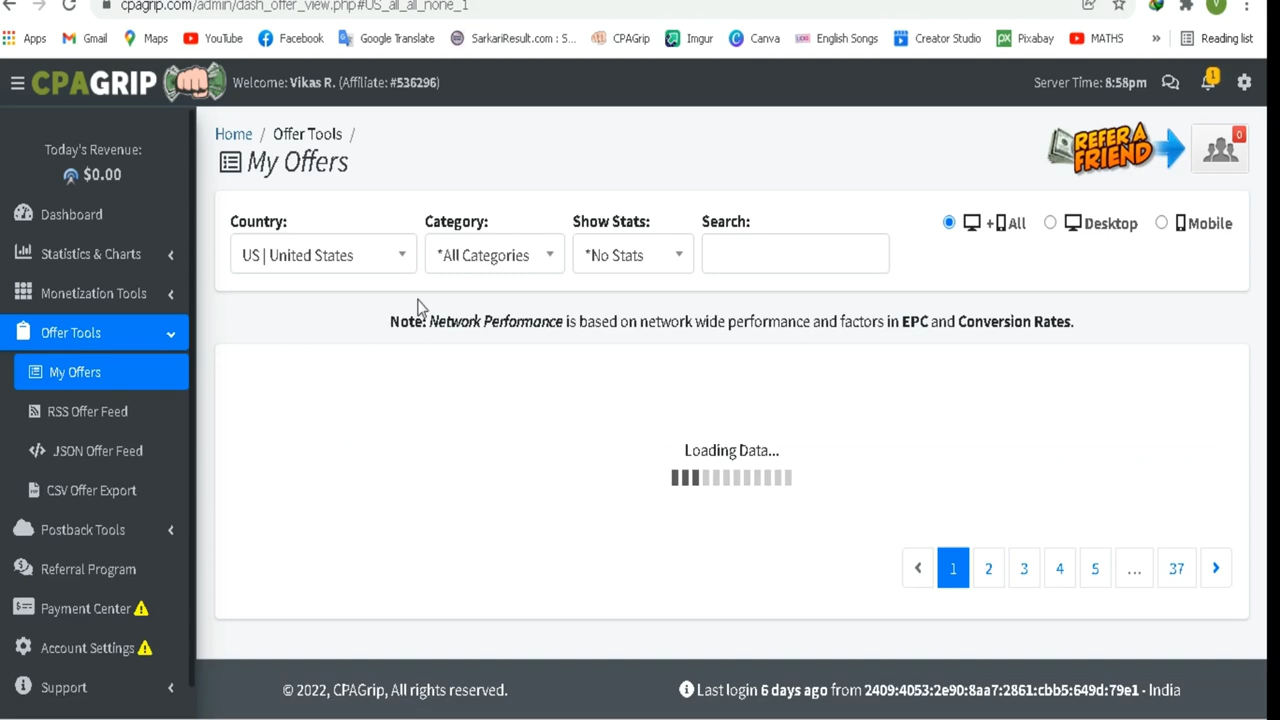 cpagrip.com/admin/dash_offer_view.php#US_all_all_none_1
V
Apps Gmail Maps YouTube Facebook Google Translate SarkariResult.com : S... CPAGrip Imgur Canva English Songs Creator Studio Pixabay MATHS » Reading list
CPAGRIP Welcome: Vikas R. (Affiliate: #536296) Server Time: 8:58pm 1
Today's Revenue:
$0.00
Dashboard
Statistics & Charts
Monetization Tools
Offer Tools
My Offers
RSS Offer Feed
JSON Offer Feed
CSV Offer Export
Postback Tools
Referral Program
Payment Center
Account Settings
Support
Home / Offer Tools /
My Offers
REFER A
FRIEND
0
Country: Category: Show Stats: Search:
US | United States *All Categories *No Stats
+ All Desktop Mobile
Note: Network Performance is based on network wide performance and factors in EPC and Conversion Rates.
Loading Data...
1 2 3 4 5 ... 37
© 2022, CPAGrip, All rights reserved.
Last login 6 days ago from 2409:4053:2e90:8aa7:2861:cbb5:649d:79e1 - India